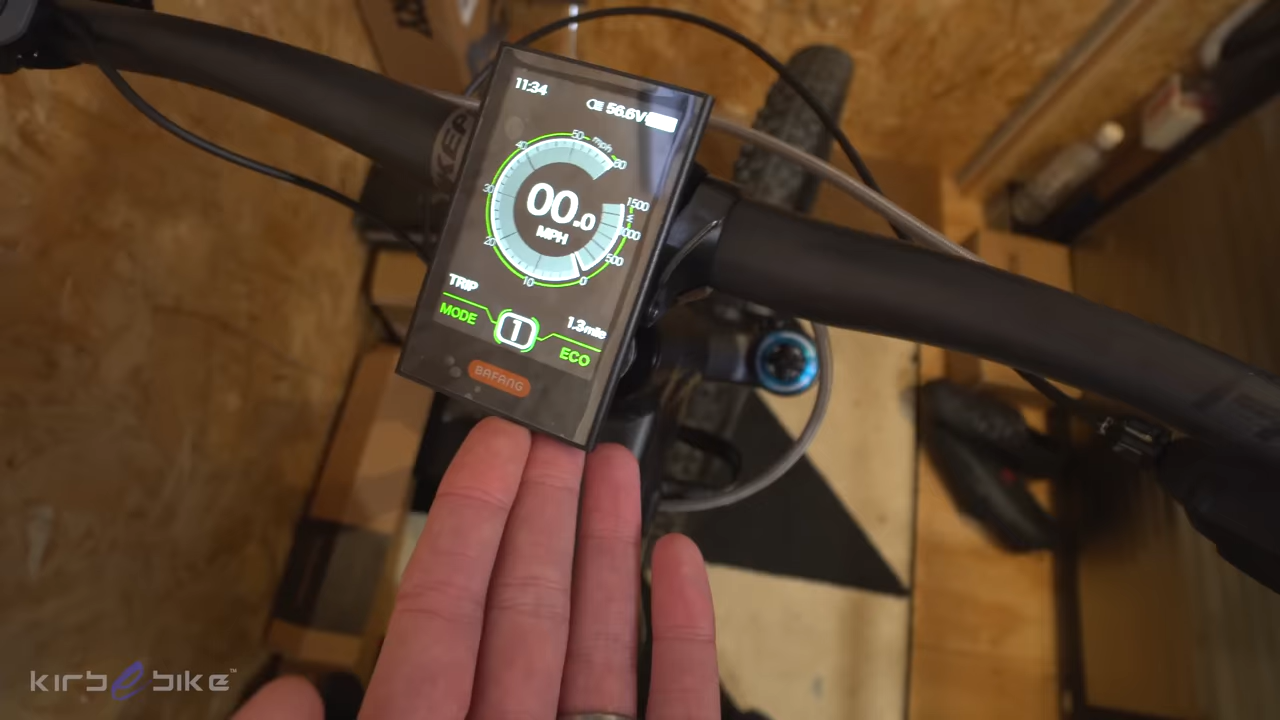 11:34
56.6V
50
mph
60
40
30
20
10
0
500
1000
1500
W
00.0
MPH
TRIP
1.3mile
MODE
1
ECO
BAFANG
kirbebike™